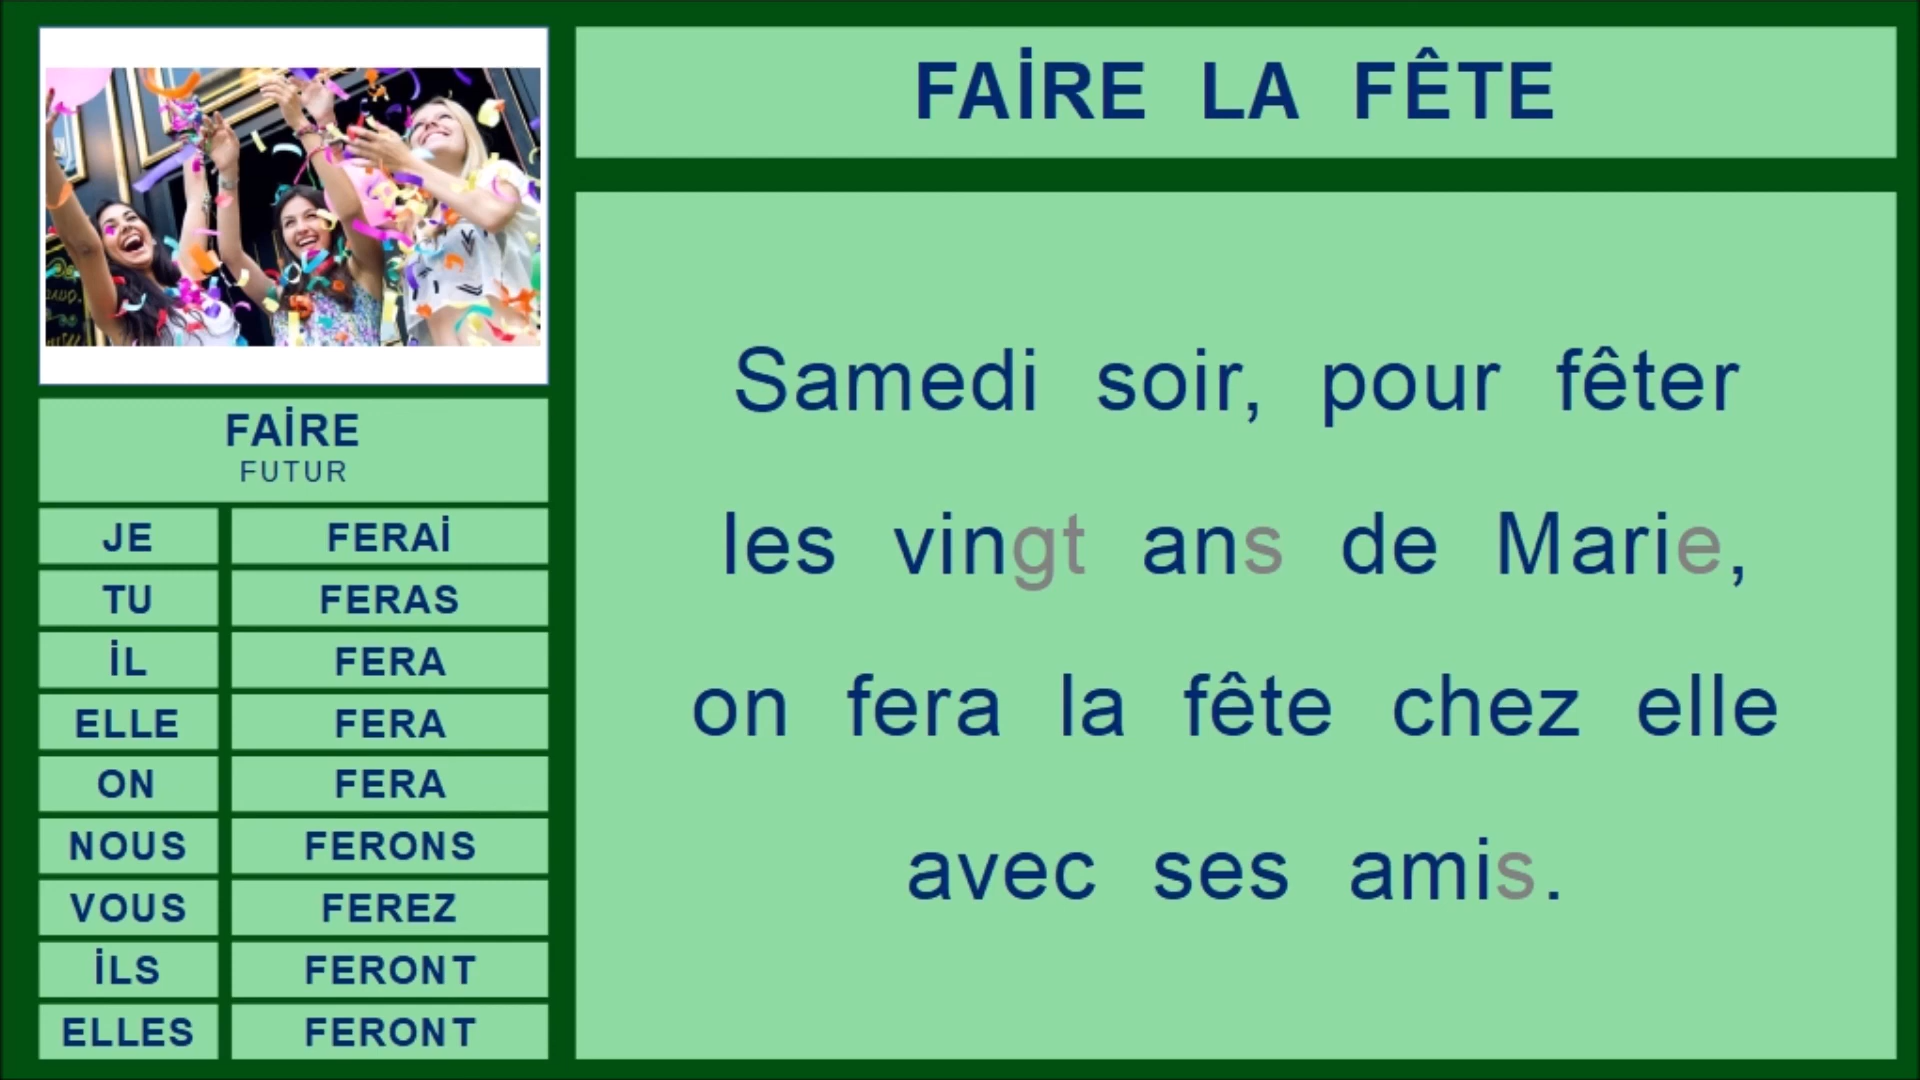 FAİRE LA FÊTE
Samedi soir, pour fêter
les vingt ans de Marie,
on fera la fête chez elle
avec ses amis.
FAİRE
FUTUR
JE FERAİ
TU FERAS
İL FERA
ELLE FERA
ON FERA
NOUS FERONS
VOUS FEREZ
İLS FERONT
ELLES FERONT